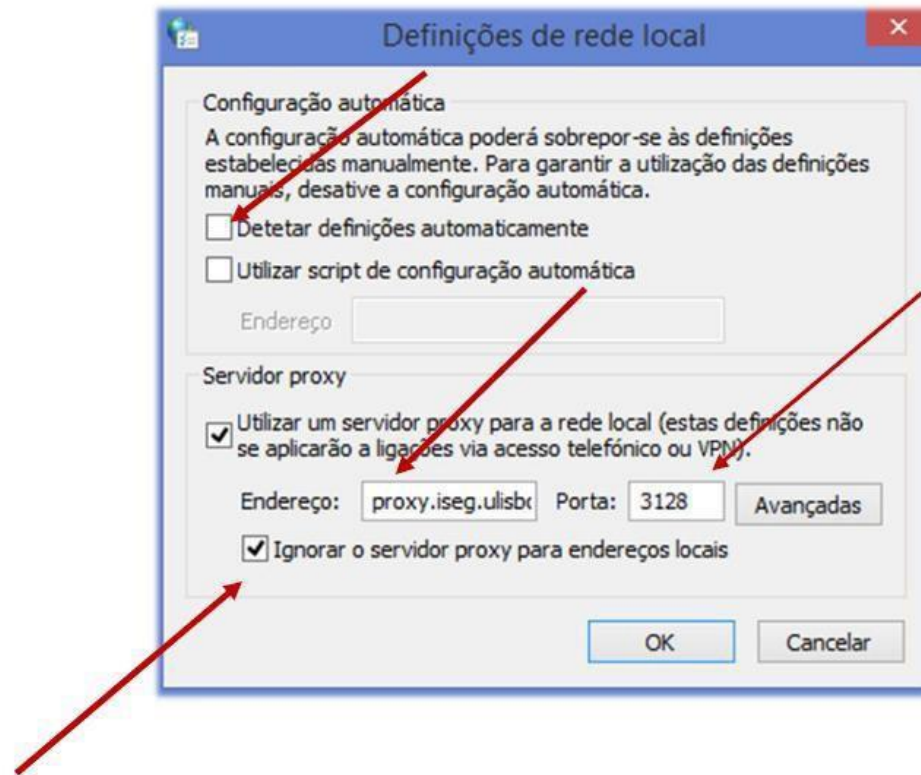 Definições de rede local
Configuração automática
A configuração automática poderá sobrepor-se às definições
estabelecidas manualmente. Para garantir a utilização das definições
manuais, desative a configuração automática.
Detetar definições automaticamente
Utilizar script de configuração automática
Endereço
Servidor proxy
Utilizar um servidor proxy para a rede local (estas definições não
se aplicarão a ligações via acesso telefónico ou VPN).
Endereço: proxy.iseg.ulisbo Porta: 3128 Avançadas
Ignorar o servidor proxy para endereços locais
OK Cancelar